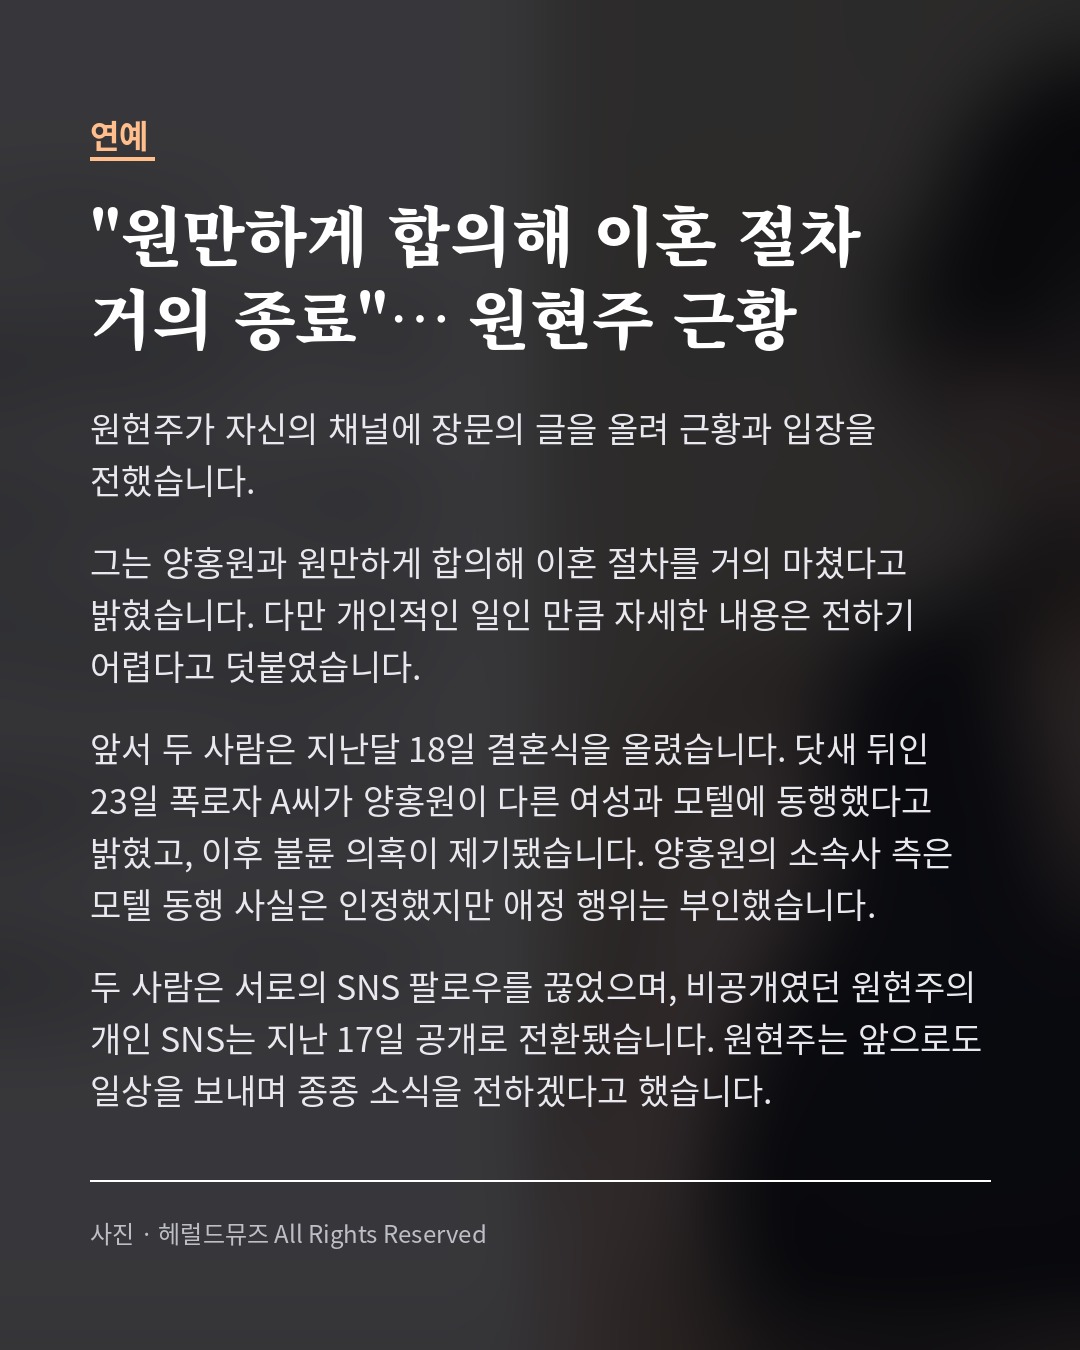 연예
"원만하게 합의해 이혼 절차
거의 종료"… 원현주 근황
원현주가 자신의 채널에 장문의 글을 올려 근황과 입장을
전했습니다.
그는 양홍원과 원만하게 합의해 이혼 절차를 거의 마쳤다고
밝혔습니다. 다만 개인적인 일인 만큼 자세한 내용은 전하기
어렵다고 덧붙였습니다.
앞서 두 사람은 지난달 18일 결혼식을 올렸습니다. 닷새 뒤인
23일 폭로자 A씨가 양홍원이 다른 여성과 모텔에 동행했다고
밝혔고, 이후 불륜 의혹이 제기됐습니다. 양홍원의 소속사 측은
모텔 동행 사실은 인정했지만 애정 행위는 부인했습니다.
두 사람은 서로의 SNS 팔로우를 끊었으며, 비공개였던 원현주의
개인 SNS는 지난 17일 공개로 전환됐습니다. 원현주는 앞으로도
일상을 보내며 종종 소식을 전하겠다고 했습니다.
사진 · 헤럴드뮤즈 All Rights Reserved